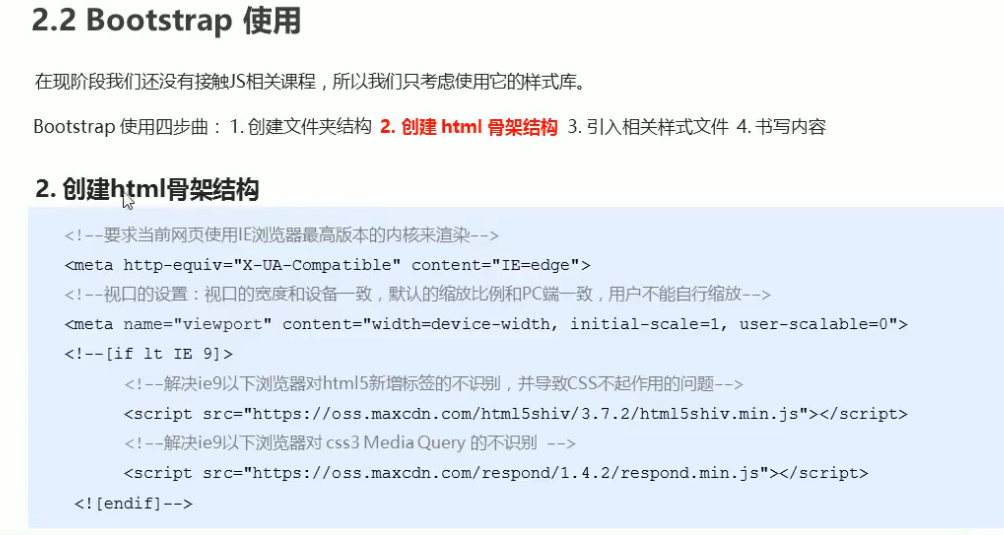 2.2 Bootstrap 使用
在现阶段我们还没有接触JS相关课程，所以我们只考虑使用它的样式库。
Bootstrap 使用四步曲： 1. 创建文件夹结构 2. 创建 html 骨架结构 3. 引入相关样式文件 4. 书写内容
2. 创建html骨架结构
<!--要求当前网页使用IE浏览器最高版本的内核来渲染-->
<meta http-equiv="X-UA-Compatible" content="IE=edge">
<!--视口的设置：视口的宽度和设备一致，默认的缩放比例和PC端一致，用户不能自行缩放-->
<meta name="viewport" content="width=device-width, initial-scale=1, user-scalable=0">
<!--[if lt IE 9]>
<!--解决ie9以下浏览器对html5新增标签的不识别，并导致CSS不起作用的问题-->
<script src="https://oss.maxcdn.com/html5shiv/3.7.2/html5shiv.min.js"></script>
<!--解决ie9以下浏览器对 css3 Media Query 的不识别 -->
<script src="https://oss.maxcdn.com/respond/1.4.2/respond.min.js"></script>
<![endif]-->